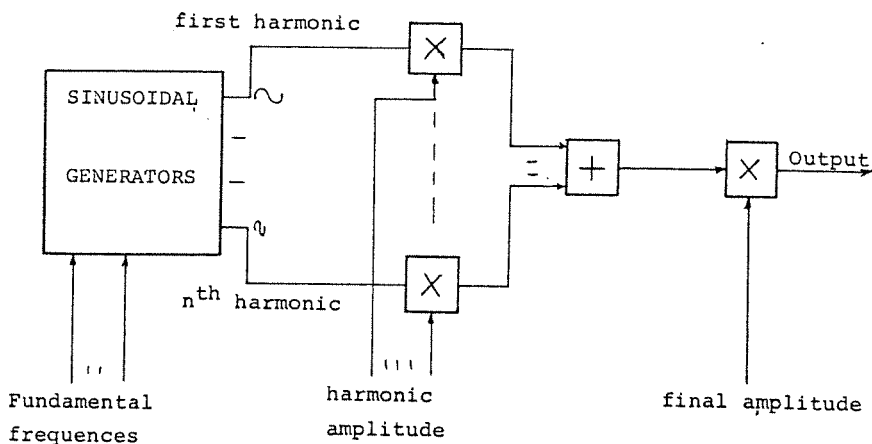 first harmonic
SINUSOIDAL
GENERATORS
×
+
×
Output
×
nth harmonic
Fundamental
frequences
harmonic
amplitude
final amplitude